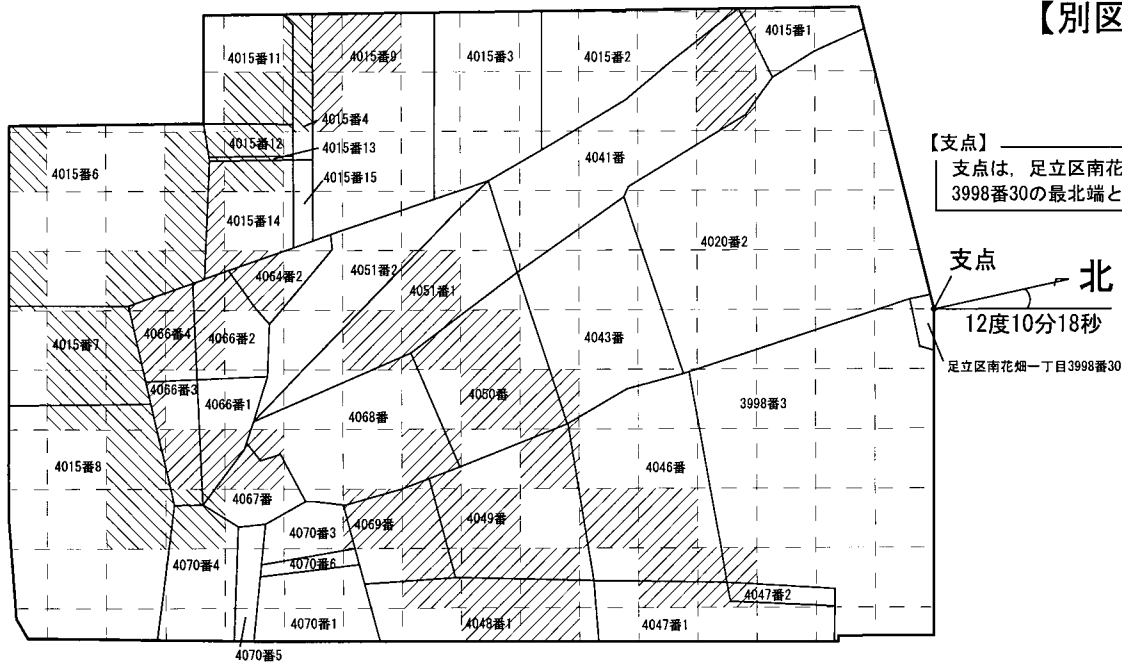 【別図
4015番11
4015番9
4015番3
4015番2
4015番1
4015番4
4015番12
4015番13
4015番6
4015番15
4041番
【支点】
支点は，足立区南花
3998番30の最北端と
4015番14
4020番2
4064番2
4051番2
4051番1
支点
北
12度10分18秒
4015番7
4066番4
4066番2
4043番
足立区南花畑一丁目3998番30
4066番3
4066番1
4050番
4068番
3998番3
4015番8
4046番
4067番
4069番
4049番
4070番3
4070番4
4070番6
4047番2
4070番1
4048番1
4047番1
4070番5